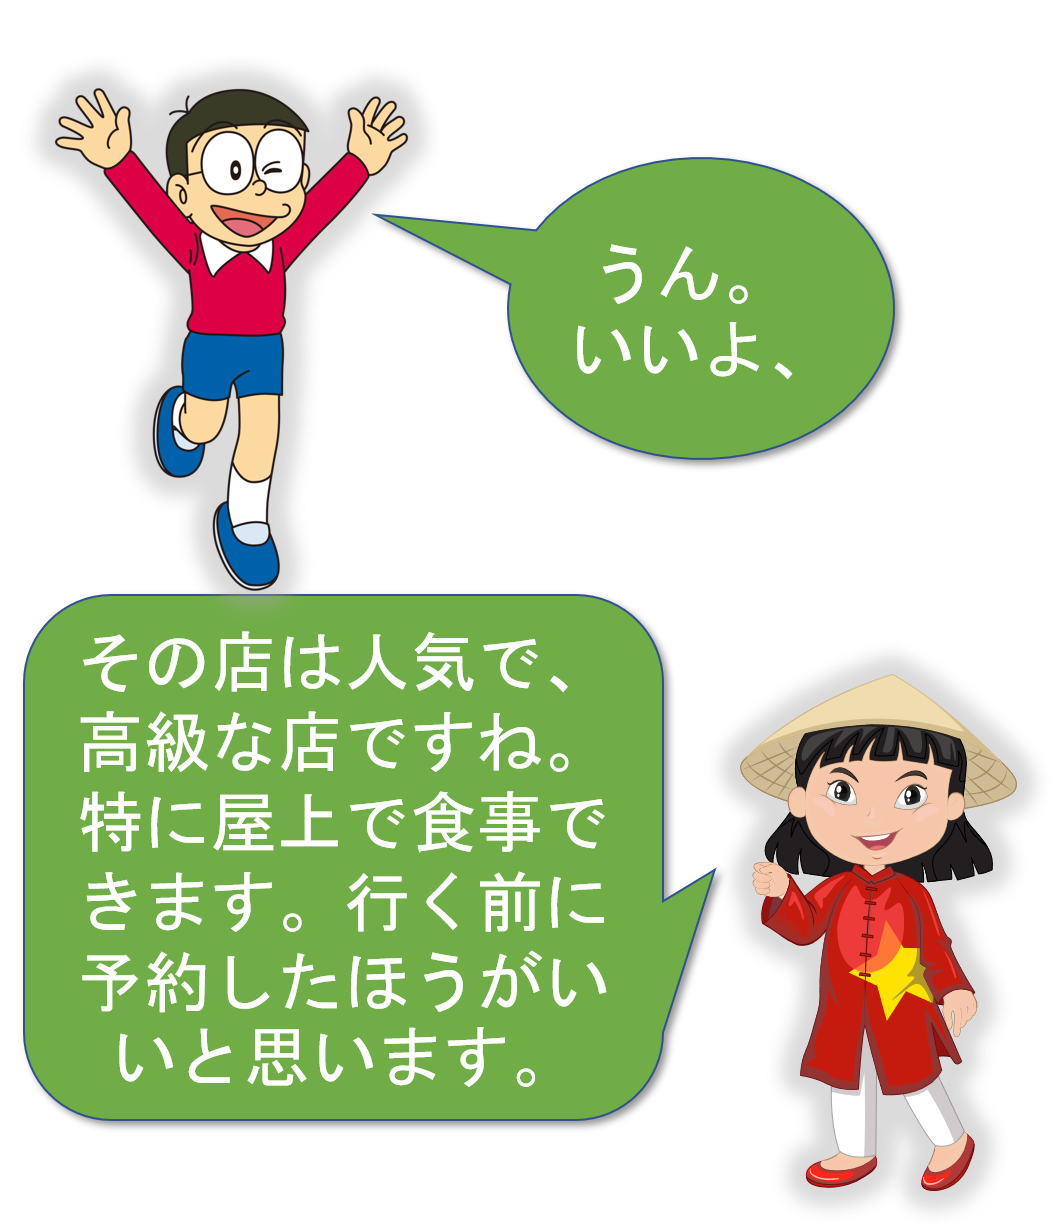 うん。
いいよ、
その店は人気で、
高級な店ですね。
特に屋上で食事で
きます。行く前に
予約したほうがい
いと思います。